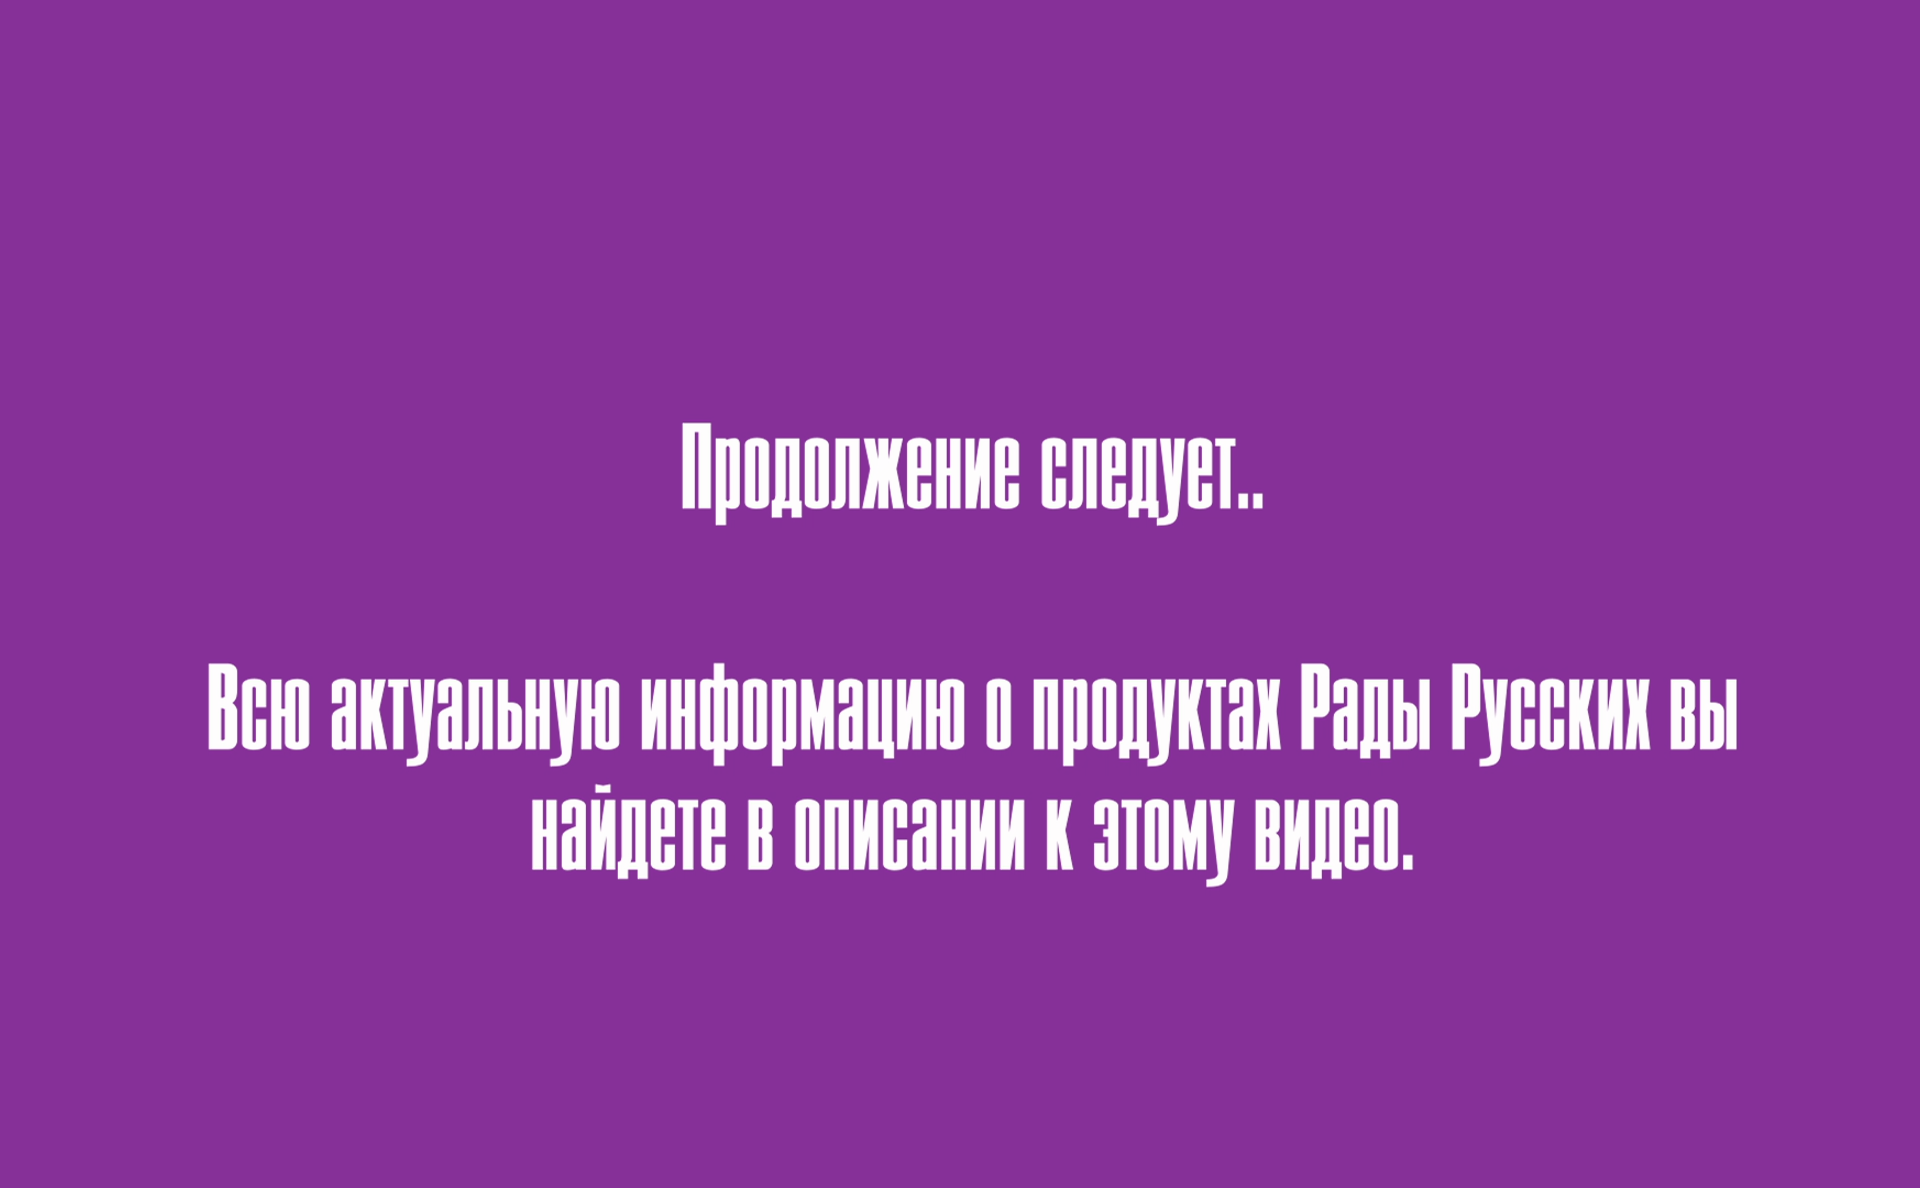 Продолжение следует..
Всю актуальную информацию о продуктах Рады Русских вы
найдете в описании к этому видео.